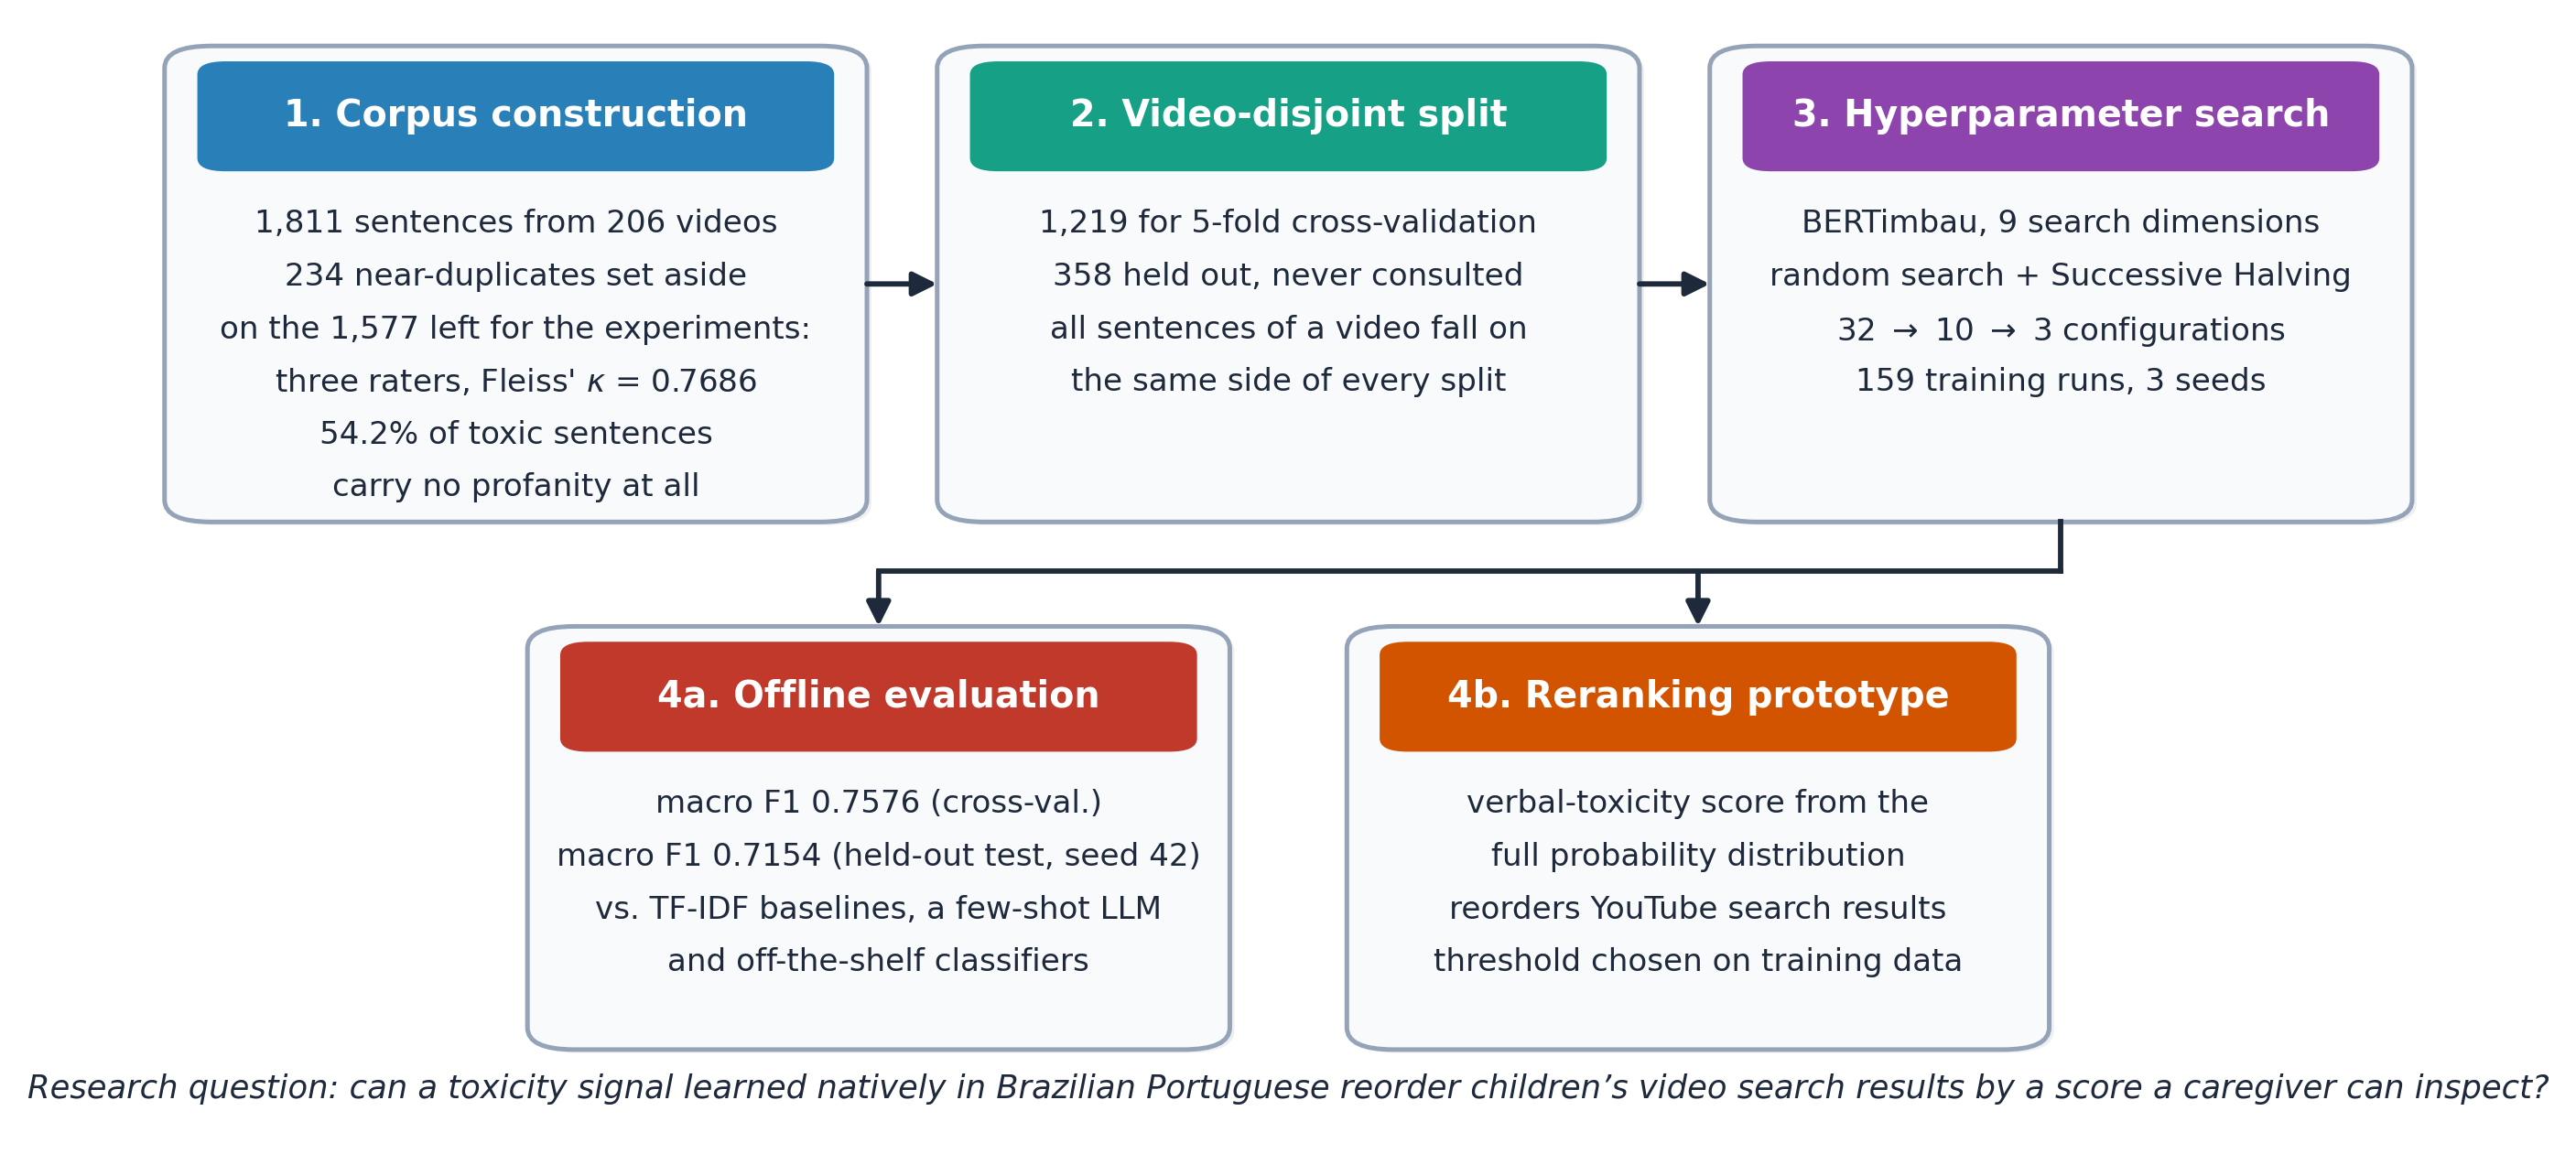 1. Corpus construction
1,811 sentences from 206 videos
234 near-duplicates set aside
on the 1,577 left for the experiments:
three raters, Fleiss' κ = 0.7686
54.2% of toxic sentences
carry no profanity at all
2. Video-disjoint split
1,219 for 5-fold cross-validation
358 held out, never consulted
all sentences of a video fall on
the same side of every split
3. Hyperparameter search
BERTimbau, 9 search dimensions
random search + Successive Halving
32 → 10 → 3 configurations
159 training runs, 3 seeds
4a. Offline evaluation
macro F1 0.7576 (cross-val.)
macro F1 0.7154 (held-out test, seed 42)
vs. TF-IDF baselines, a few-shot LLM
and off-the-shelf classifiers
4b. Reranking prototype
verbal-toxicity score from the
full probability distribution
reorders YouTube search results
threshold chosen on training data
Research question: can a toxicity signal learned natively in Brazilian Portuguese reorder children’s video search results by a score a caregiver can inspect?